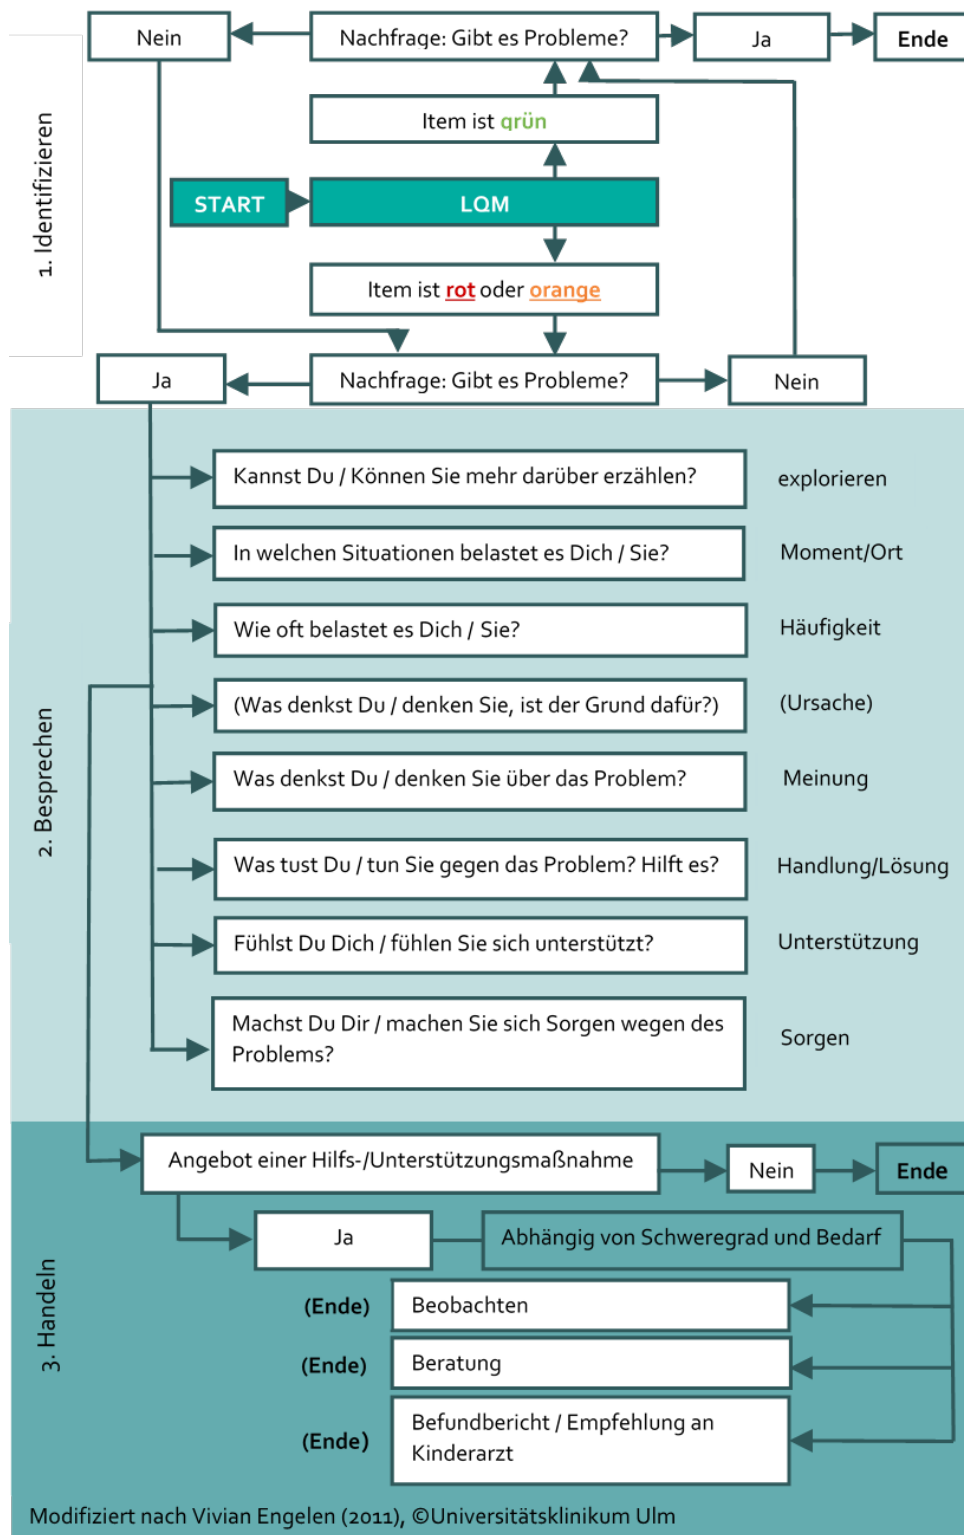 Nein
Nachfrage: Gibt es Probleme?
Ja
Ende
Item ist grün
START
LQM
Item ist rot oder orange
Ja
Nachfrage: Gibt es Probleme?
Nein
1. Identifizieren
Kannst Du / Können Sie mehr darüber erzählen?
explorieren
In welchen Situationen belastet es Dich / Sie?
Moment/Ort
Wie oft belastet es Dich / Sie?
Häufigkeit
(Was denkst Du / denken Sie, ist der Grund dafür?)
(Ursache)
Was denkst Du / denken Sie über das Problem?
Meinung
Was tust Du / tun Sie gegen das Problem? Hilft es?
Handlung/Lösung
Fühlst Du Dich / fühlen Sie sich unterstützt?
Unterstützung
Machst Du Dir / machen Sie sich Sorgen wegen des
Problems?
Sorgen
2. Besprechen
Angebot einer Hilfs-/Unterstützungsmaßnahme
Nein
Ende
Ja
Abhängig von Schweregrad und Bedarf
(Ende)
Beobachten
(Ende)
Beratung
(Ende)
Befundbericht / Empfehlung an
Kinderarzt
3. Handeln
Modifiziert nach Vivian Engelen (2011), ©Universitätsklinikum Ulm